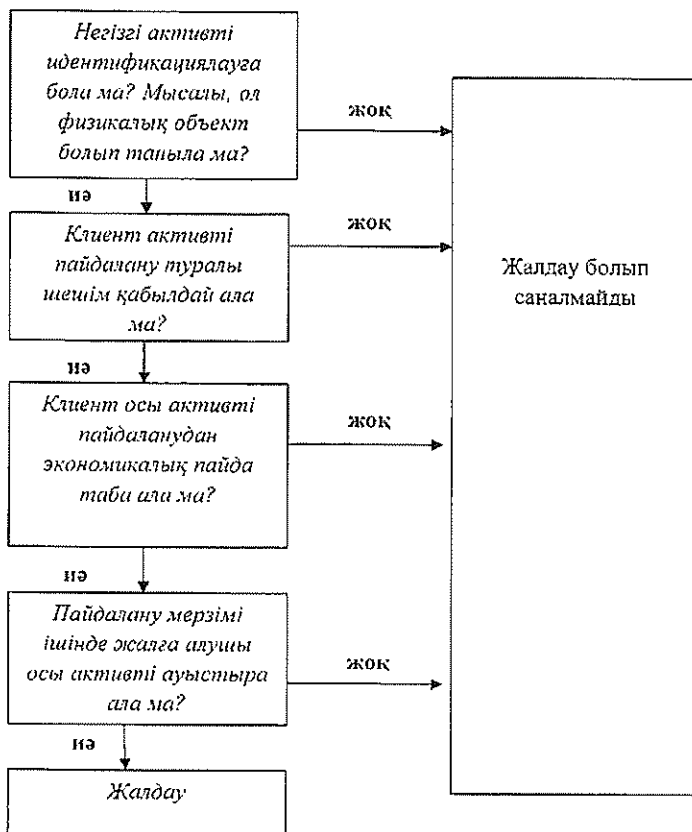 Негізгі активті
идентификациялауға
бола ма? Мысалы, ол
физикалық объект
болып таныла ма?
жоқ
иә
Клиент активті
пайдалану туралы
шешім қабылдай ала
ма?
жоқ
Жалдау болып
саналмайды
иә
Клиент осы активті
пайдаланудан
экономикалық пайда
таба ала ма?
жоқ
иә
Пайдалану мерзімі
ішінде жалға алушы
осы активті ауыстыра
ала ма?
жоқ
иә
Жалдау